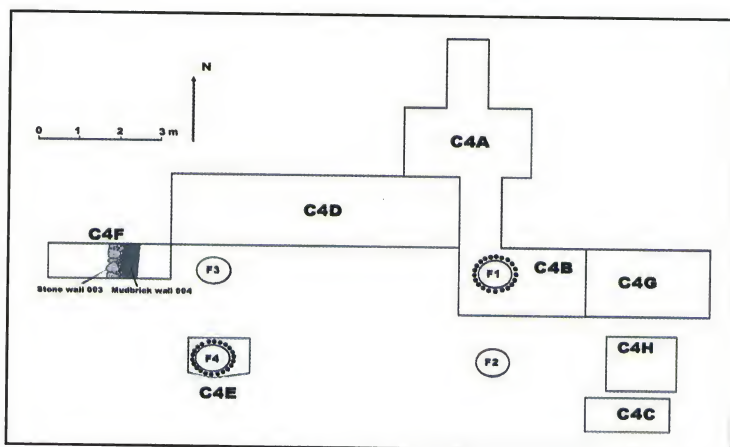 N
0 1 2 3 m
C4A
C4D
C4F
F3
F1
C4B
C4G
Stone wall 003 Mudbrick wall 004
F4
F2
C4H
C4E
C4C